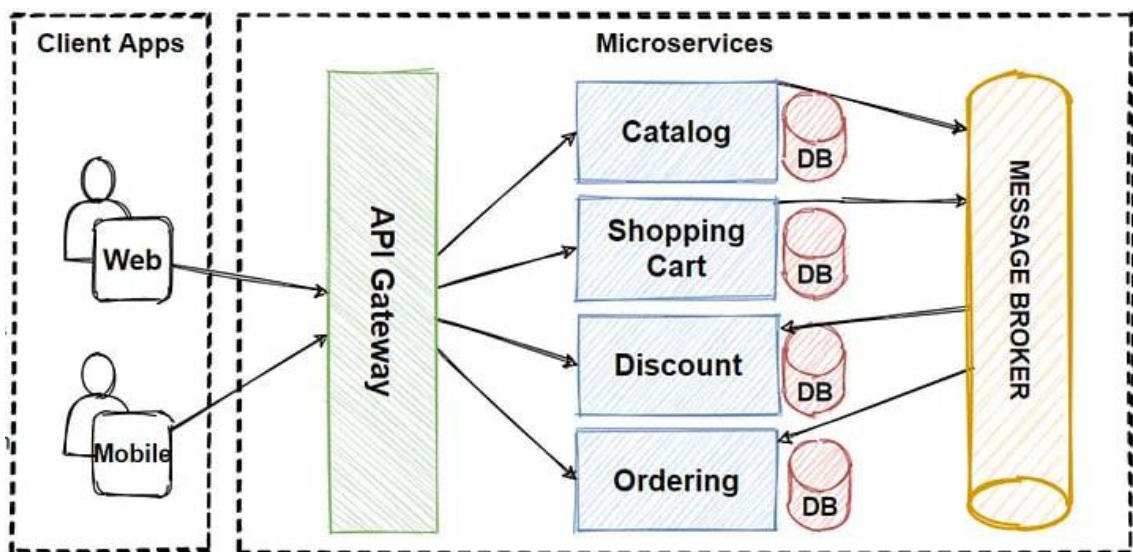 Client Apps
Microservices
Web
Mobile
API Gateway
Catalog
DB
Shopping
Cart
DB
Discount
DB
Ordering
DB
MESSAGE BROKER